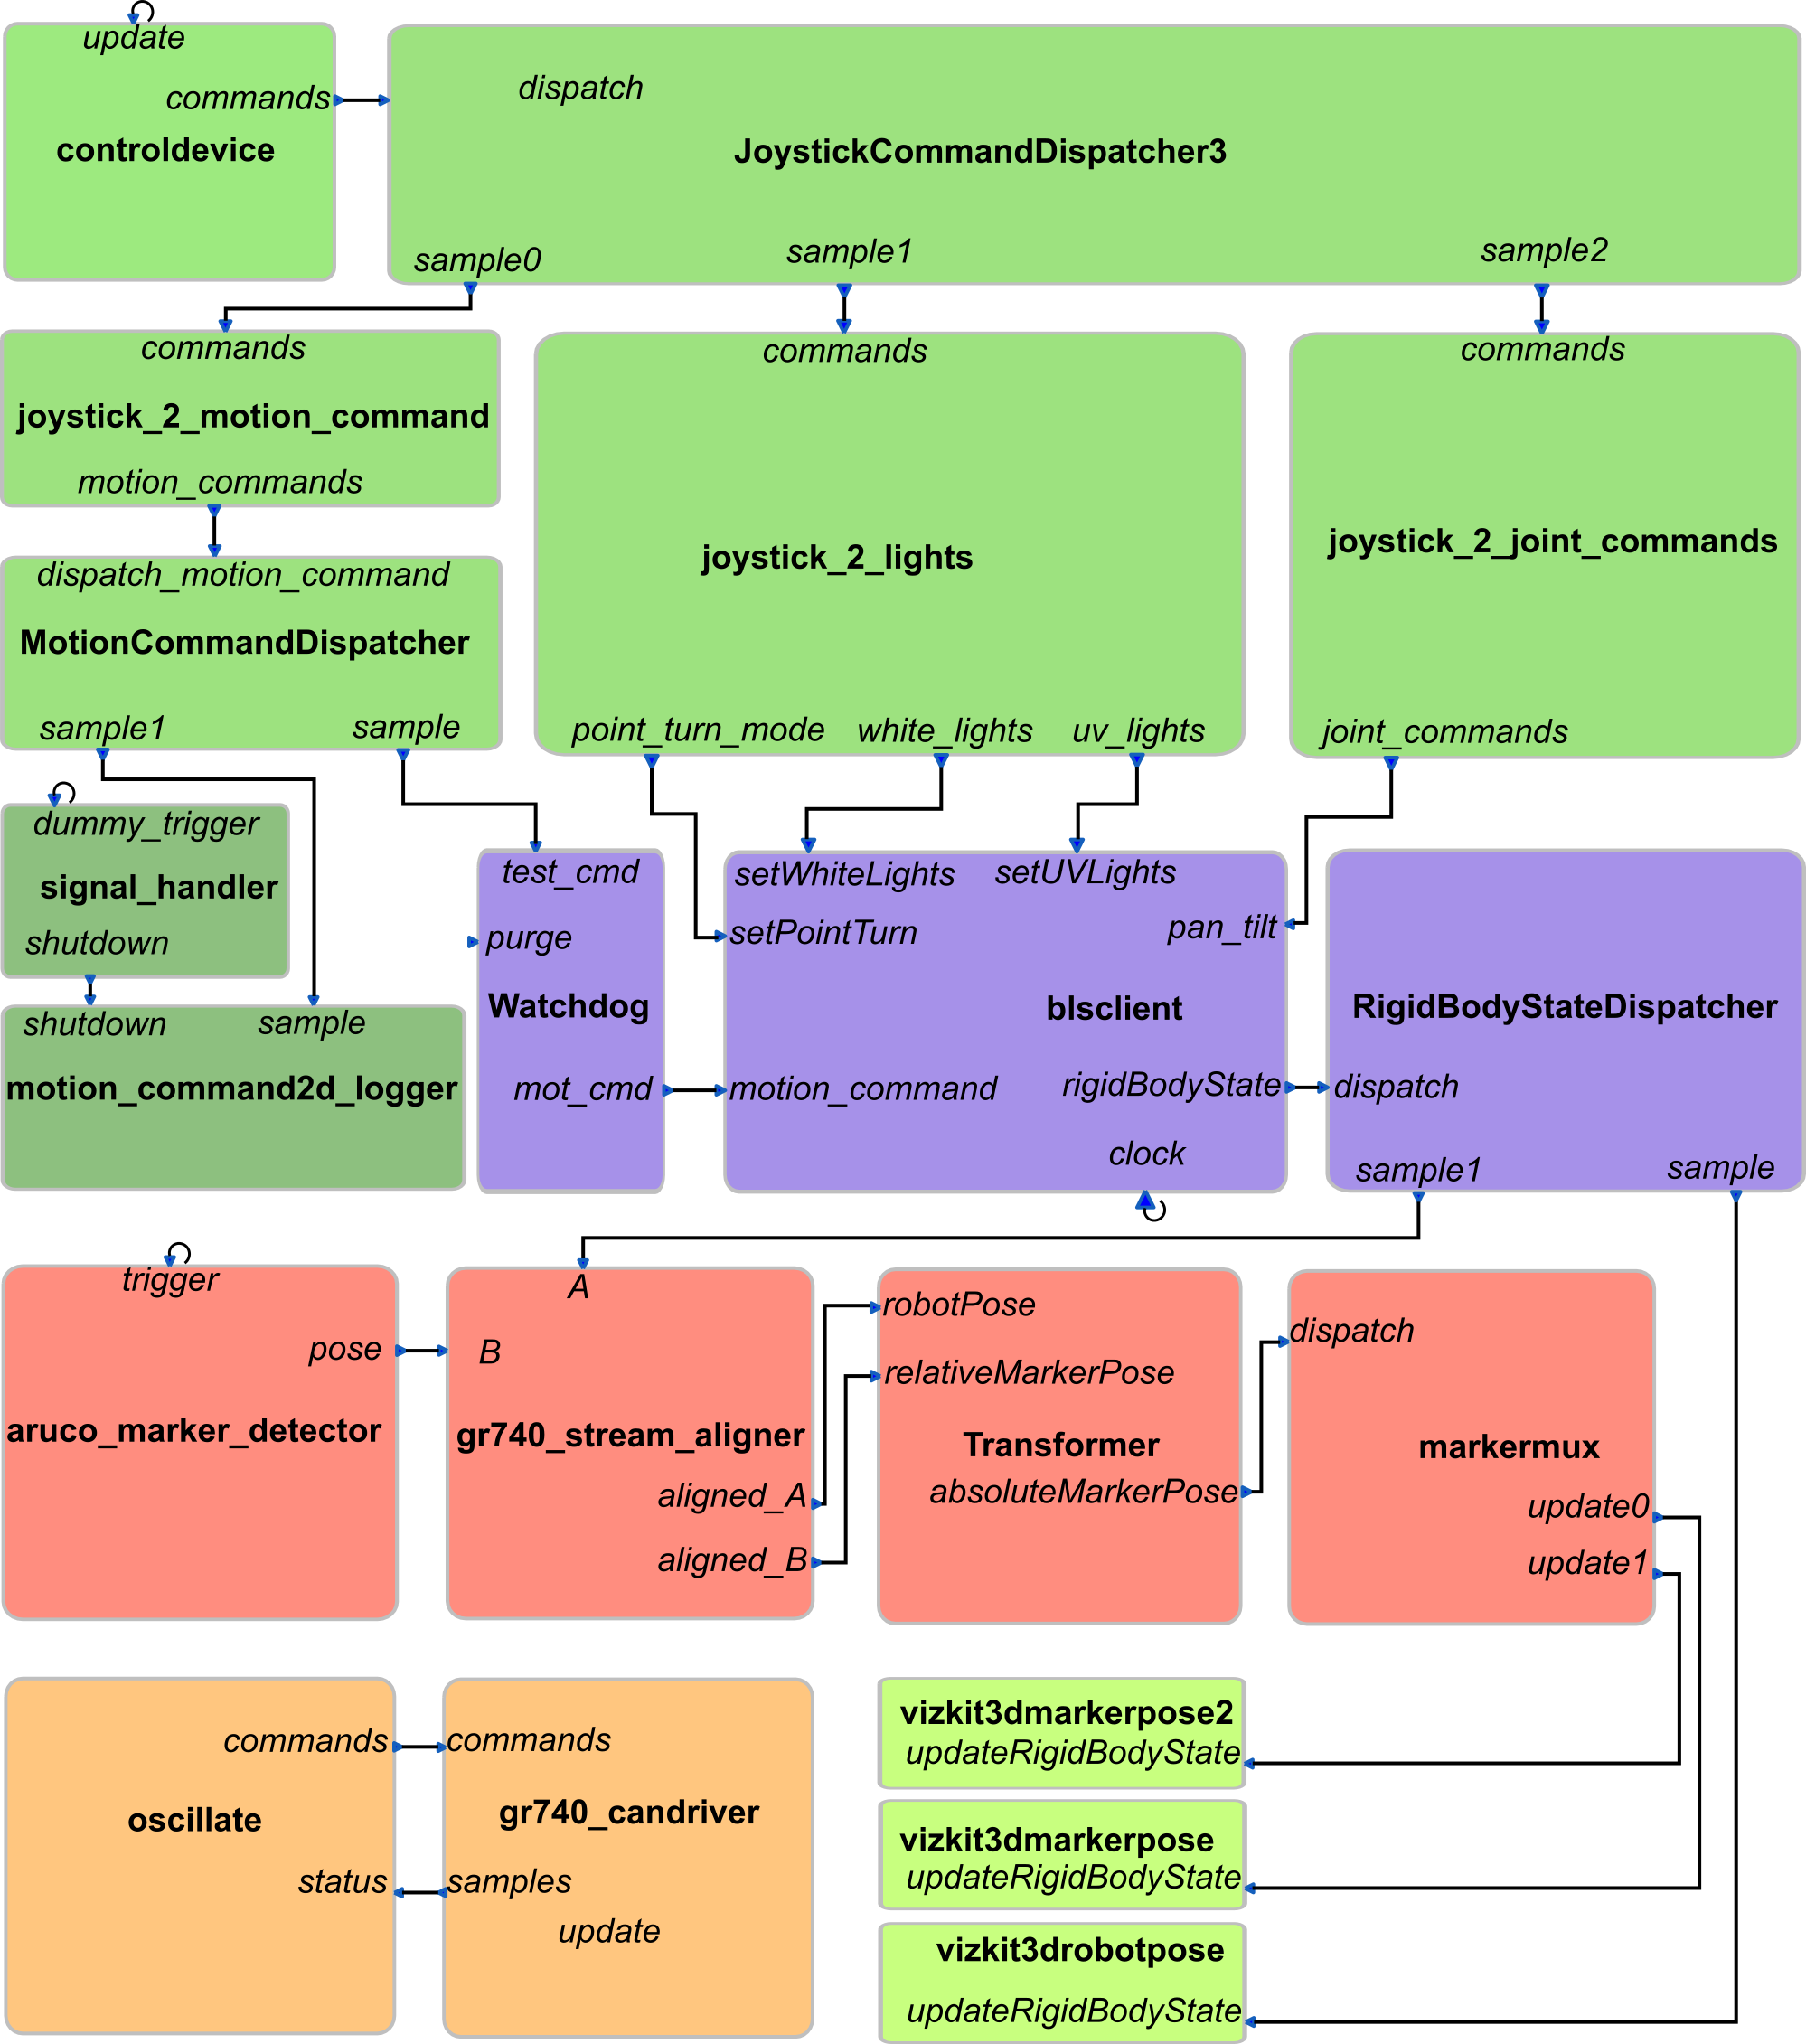 update
commands
controldevice
dispatch
JoystickCommandDispatcher3
sample0
sample1
sample2
commands
joystick_2_motion_command
motion_commands
commands
joystick_2_lights
point_turn_mode
white_lights
uv_lights
commands
joystick_2_joint_commands
joint_commands
dispatch_motion_command
MotionCommandDispatcher
sample1
sample
dummy_trigger
signal_handler
shutdown
shutdown
sample
motion_command2d_logger
test_cmd
purge
Watchdog
mot_cmd
setWhiteLights
setUVLights
setPointTurn
pan_tilt
blsclient
rigidBodyState
motion_command
clock
RigidBodyStateDispatcher
dispatch
sample1
sample
trigger
pose
aruco_marker_detector
A
B
gr740_stream_aligner
aligned_A
aligned_B
robotPose
relativeMarkerPose
Transformer
absoluteMarkerPose
dispatch
markermux
update0
update1
commands
oscillate
status
commands
gr740_candriver
samples
update
vizkit3dmarkerpose2
updateRigidBodyState
vizkit3dmarkerpose
updateRigidBodyState
vizkit3drobotpose
updateRigidBodyState